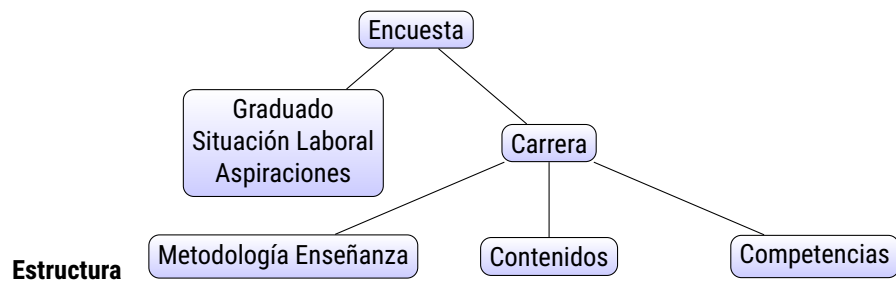 Encuesta
Graduado
Situación Laboral
Aspiraciones
Carrera
Metodología Enseñanza
Contenidos
Competencias
Estructura